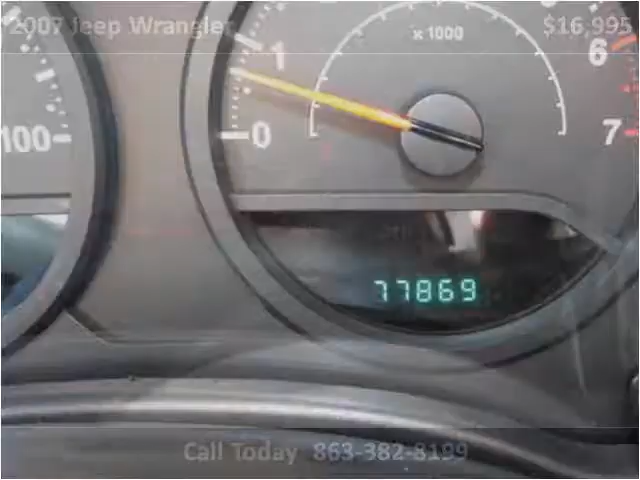 2007 Jeep Wrangler $16,995
x 1000
1 6
100 0 7
77869
Call Today 863-382-8199